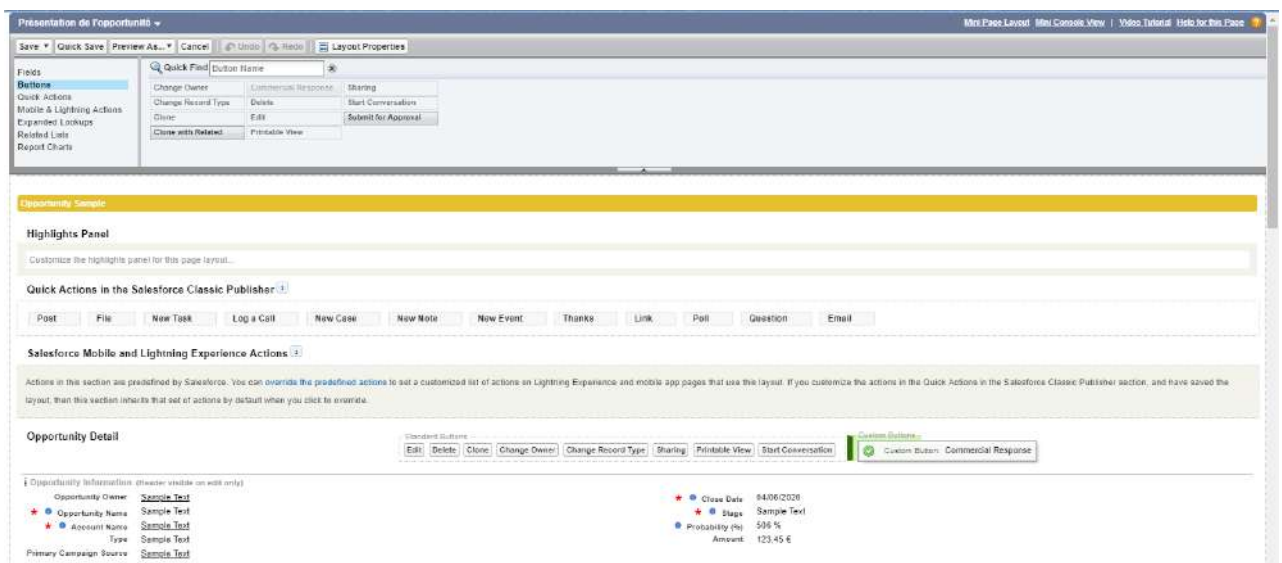 Présentation de l'opportunité
Mini Page Layout Mini Console View | Video Tutorial Help for this Page
Save Quick Save Preview As... Cancel Undo Redo Layout Properties
Quick Find Button Name
Fields
Buttons
Quick Actions
Mobile & Lightning Actions
Expanded Lookups
Related Lists
Report Charts
Change Owner Commercial Response Sharing
Change Record Type Delete Start Conversation
Clone Edit Submit for Approval
Clone with Related Printable View
Opportunity Sample
Highlights Panel
Customize the highlights panel for this page layout...
Quick Actions in the Salesforce Classic Publisher
Post File New Task Log a Call New Case New Note New Event Thanks Link Poll Question Email
Salesforce Mobile and Lightning Experience Actions
Actions in this section are predefined by Salesforce. You can override the predefined actions to set a customized list of actions on Lightning Experience and mobile app pages that use this layout. If you customize the actions in the Quick Actions in the Salesforce Classic Publisher section, and have saved the
layout, then this section inherits that set of actions by default when you click to override.
Opportunity Detail
Standard Buttons
Edit Delete Clone Change Owner Change Record Type Sharing Printable View Start Conversation
Custom Buttons
Custom Button Commercial Response
Opportunity Information (Header visible on edit only)
Opportunity Owner Sample Text
* Opportunity Name Sample Text
* Account Name Sample Text
Type Sample Text
Primary Campaign Source Sample Text
* Close Date 04/06/2026
* Stage Sample Text
Probability (%) 506 %
Amount 123,45 €